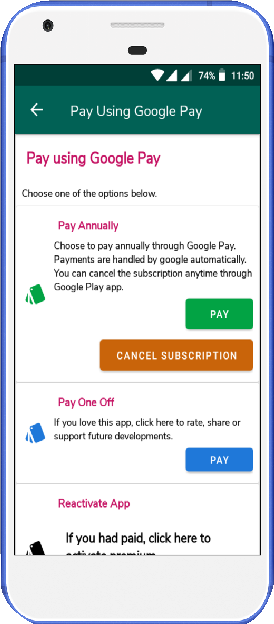 74% 11:50
Pay Using Google Pay
Pay using Google Pay
Choose one of the options below.
Pay Annually
Choose to pay annually through Google Pay.
Payments are handled by google automatically.
You can cancel the subscription anytime through
Google Play app.
PAY
CANCEL SUBSCRIPTION
Pay One Off
If you love this app, click here to rate, share or
support future developments.
PAY
Reactivate App
If you had paid, click here to
activate premium